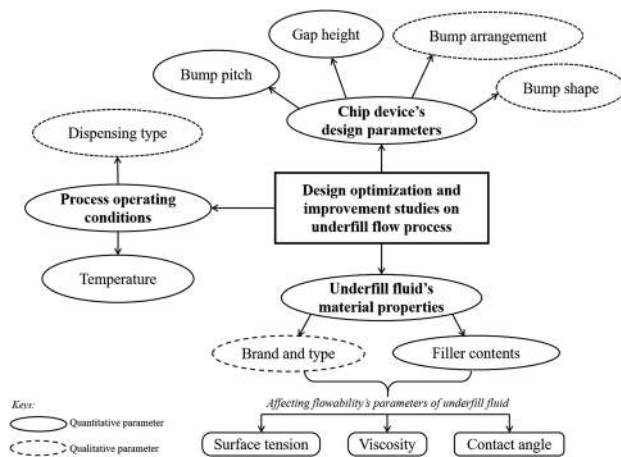 Gap height
Bump arrangement
Bump pitch
Bump shape
Chip device's
design parameters
Dispensing type
Process operating
conditions
Design optimization and
improvement studies on
underfill flow process
Temperature
Underfill fluid's
material properties
Brand and type
Filler contents
Affecting flowability's parameters of underfill fluid
Keys:
Quantitative parameter
Qualitative parameter
Surface tension
Viscosity
Contact angle